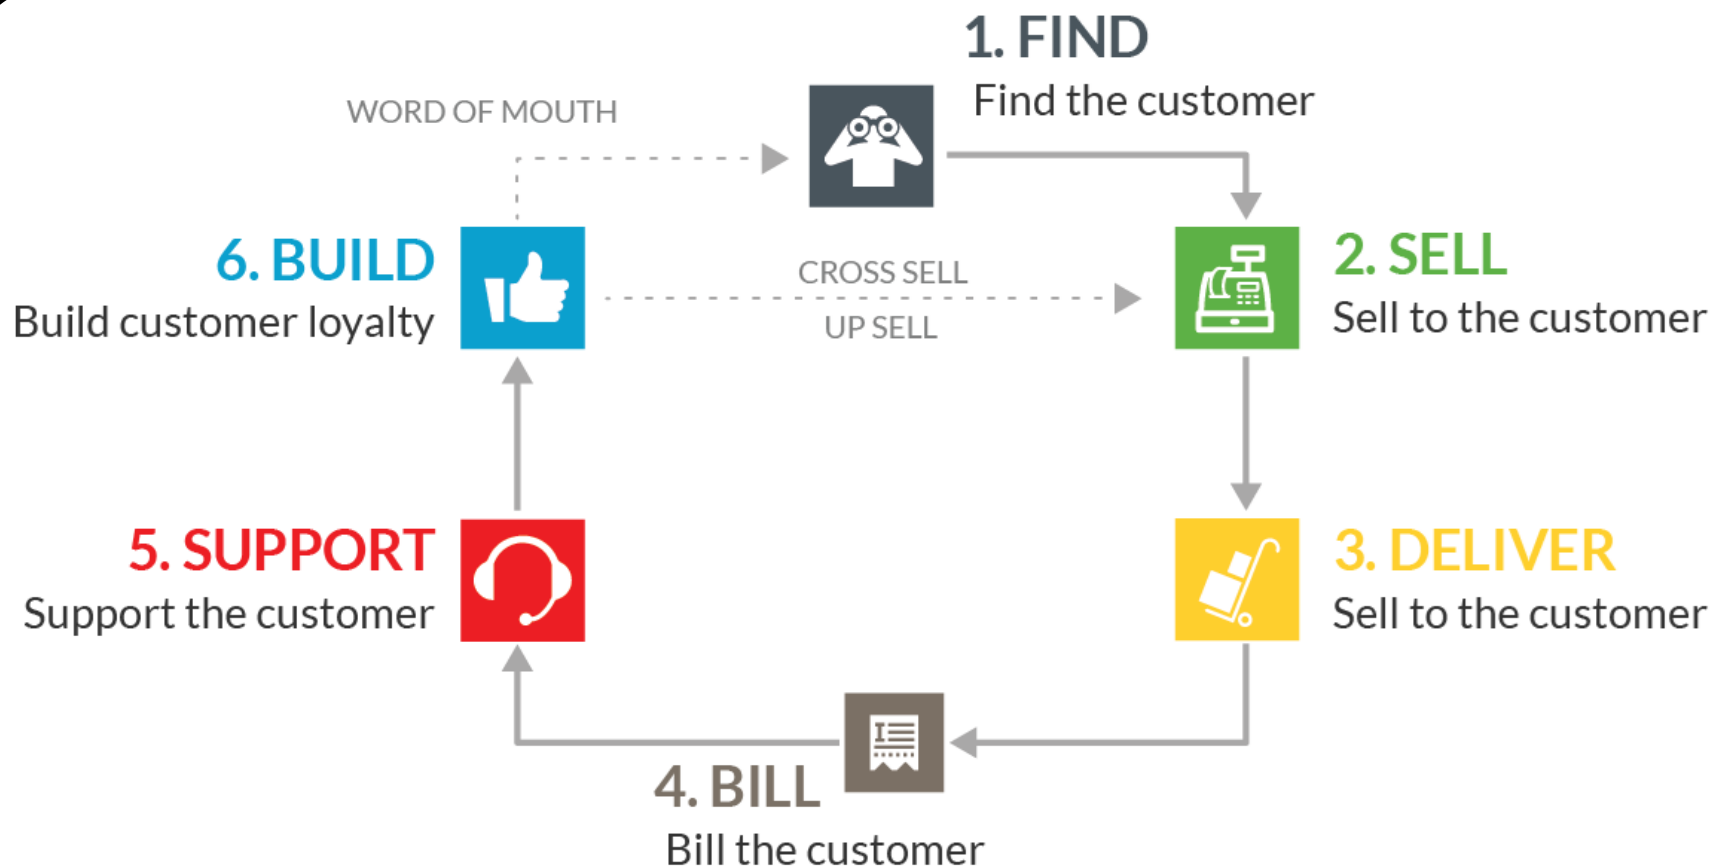 1. FIND
Find the customer
WORD OF MOUTH
6. BUILD
Build customer loyalty
CROSS SELL
UP SELL
2. SELL
Sell to the customer
5. SUPPORT
Support the customer
3. DELIVER
Sell to the customer
4. BILL
Bill the customer